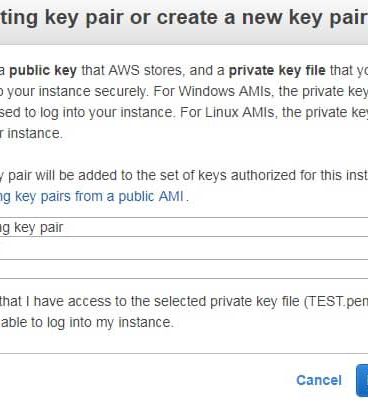 ting key pair or create a new key pair
a public key that AWS stores, and a private key file that yo
o your instance securely. For Windows AMIs, the private key
sed to log into your instance. For Linux AMIs, the private key
r instance.
y pair will be added to the set of keys authorized for this inst
ng key pairs from a public AMI.
ng key pair
that I have access to the selected private key file (TEST.pem
able to log into my instance.
Cancel